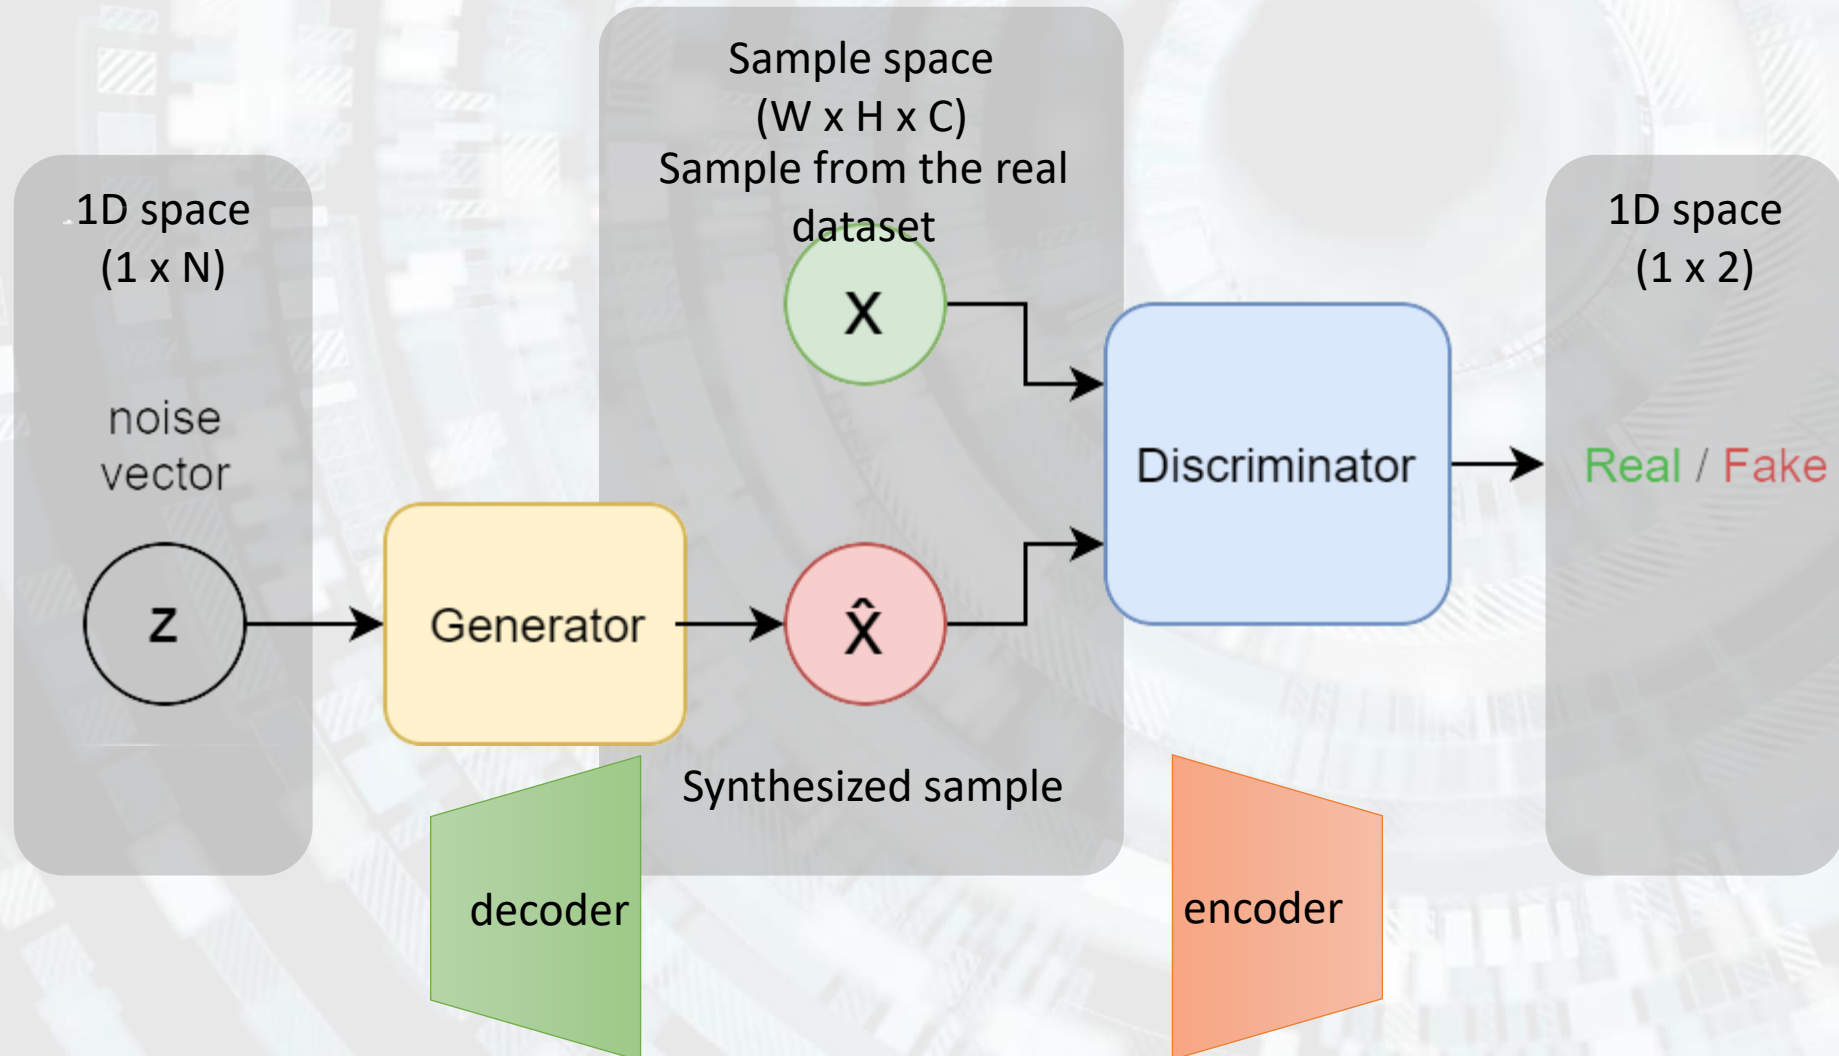 Sample space
(W x H x C)
Sample from the real
dataset
1D space
(1 x N)
1D space
(1 x 2)
x
noise
vector
Discriminator
Real / Fake
z
Generator
x̂
Synthesized sample
decoder
encoder